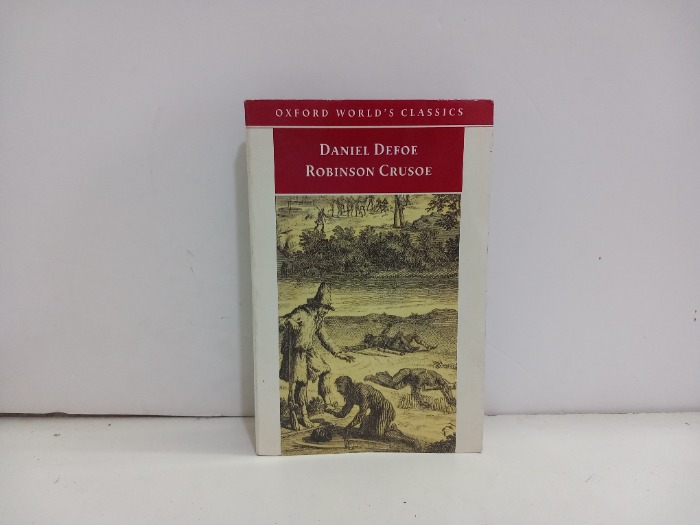 OXFORD WORLD'S CLASSICS
DANIEL DEFOE
ROBINSON CRUSOE